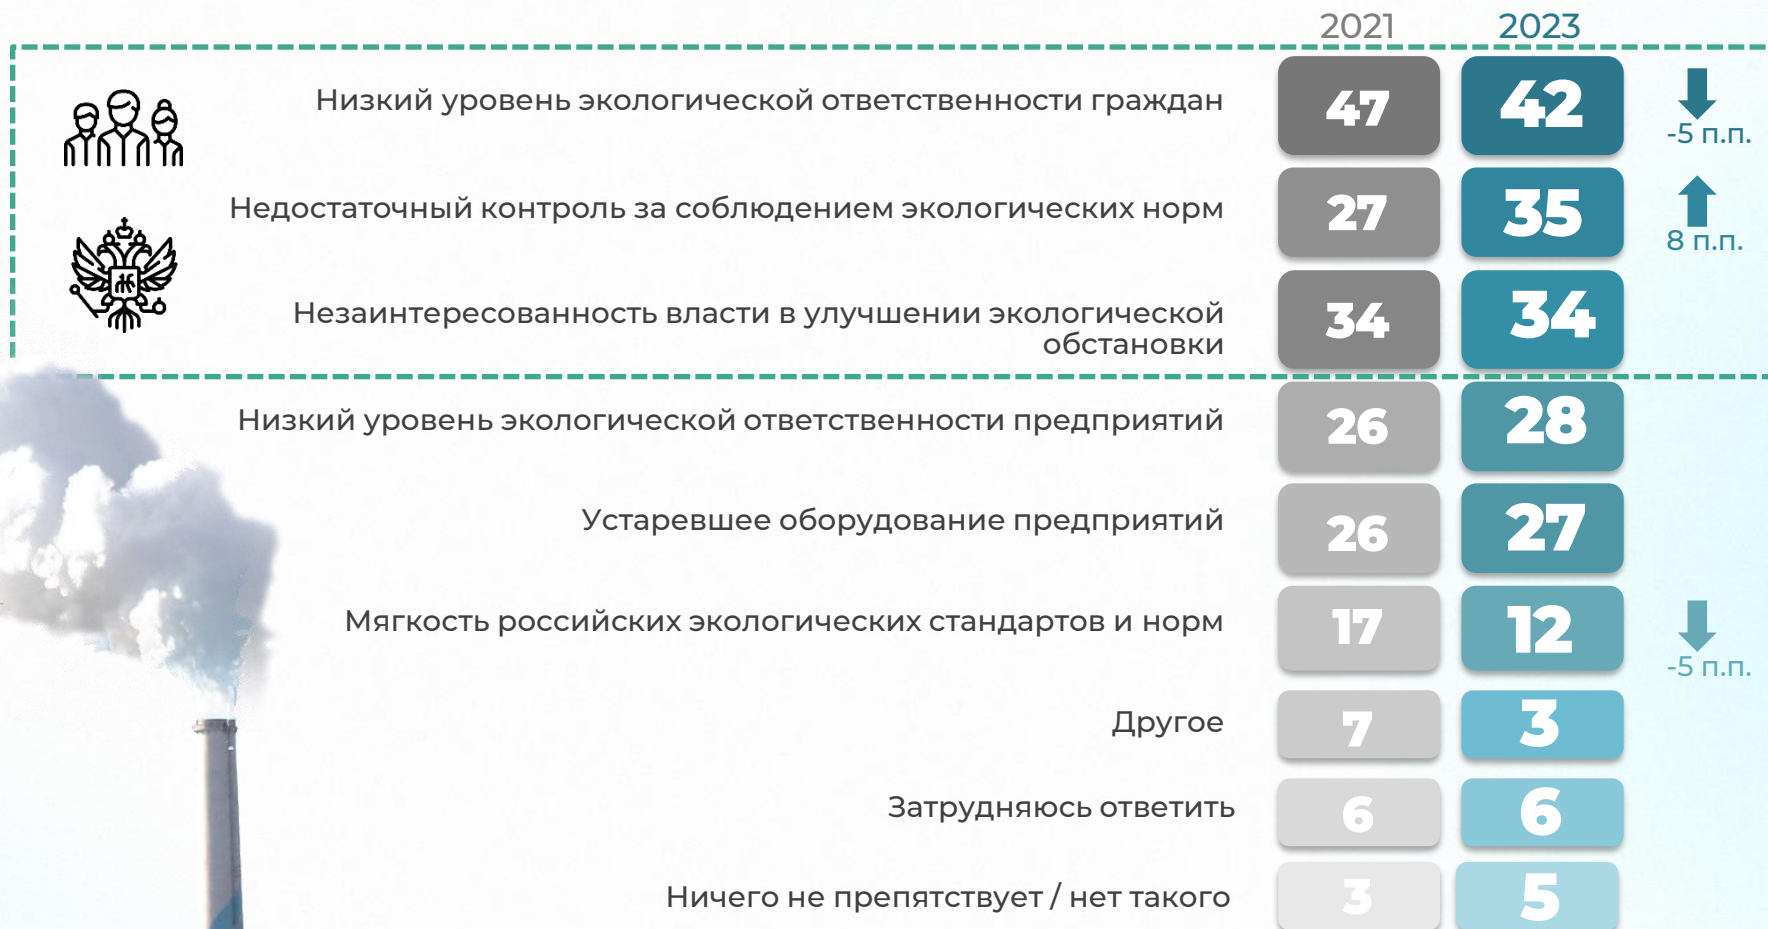 2021 2023
Низкий уровень экологической ответственности граждан 47 42
-5 п.п.
Недостаточный контроль за соблюдением экологических норм 27 35
8 п.п.
Незаинтересованность власти в улучшении экологической
обстановки
34 34
Низкий уровень экологической ответственности предприятий 26 28
Устаревшее оборудование предприятий 26 27
Мягкость российских экологических стандартов и норм 17 12
-5 п.п.
Другое 7 3
Затрудняюсь ответить 6 6
Ничего не препятствует / нет такого 3 5